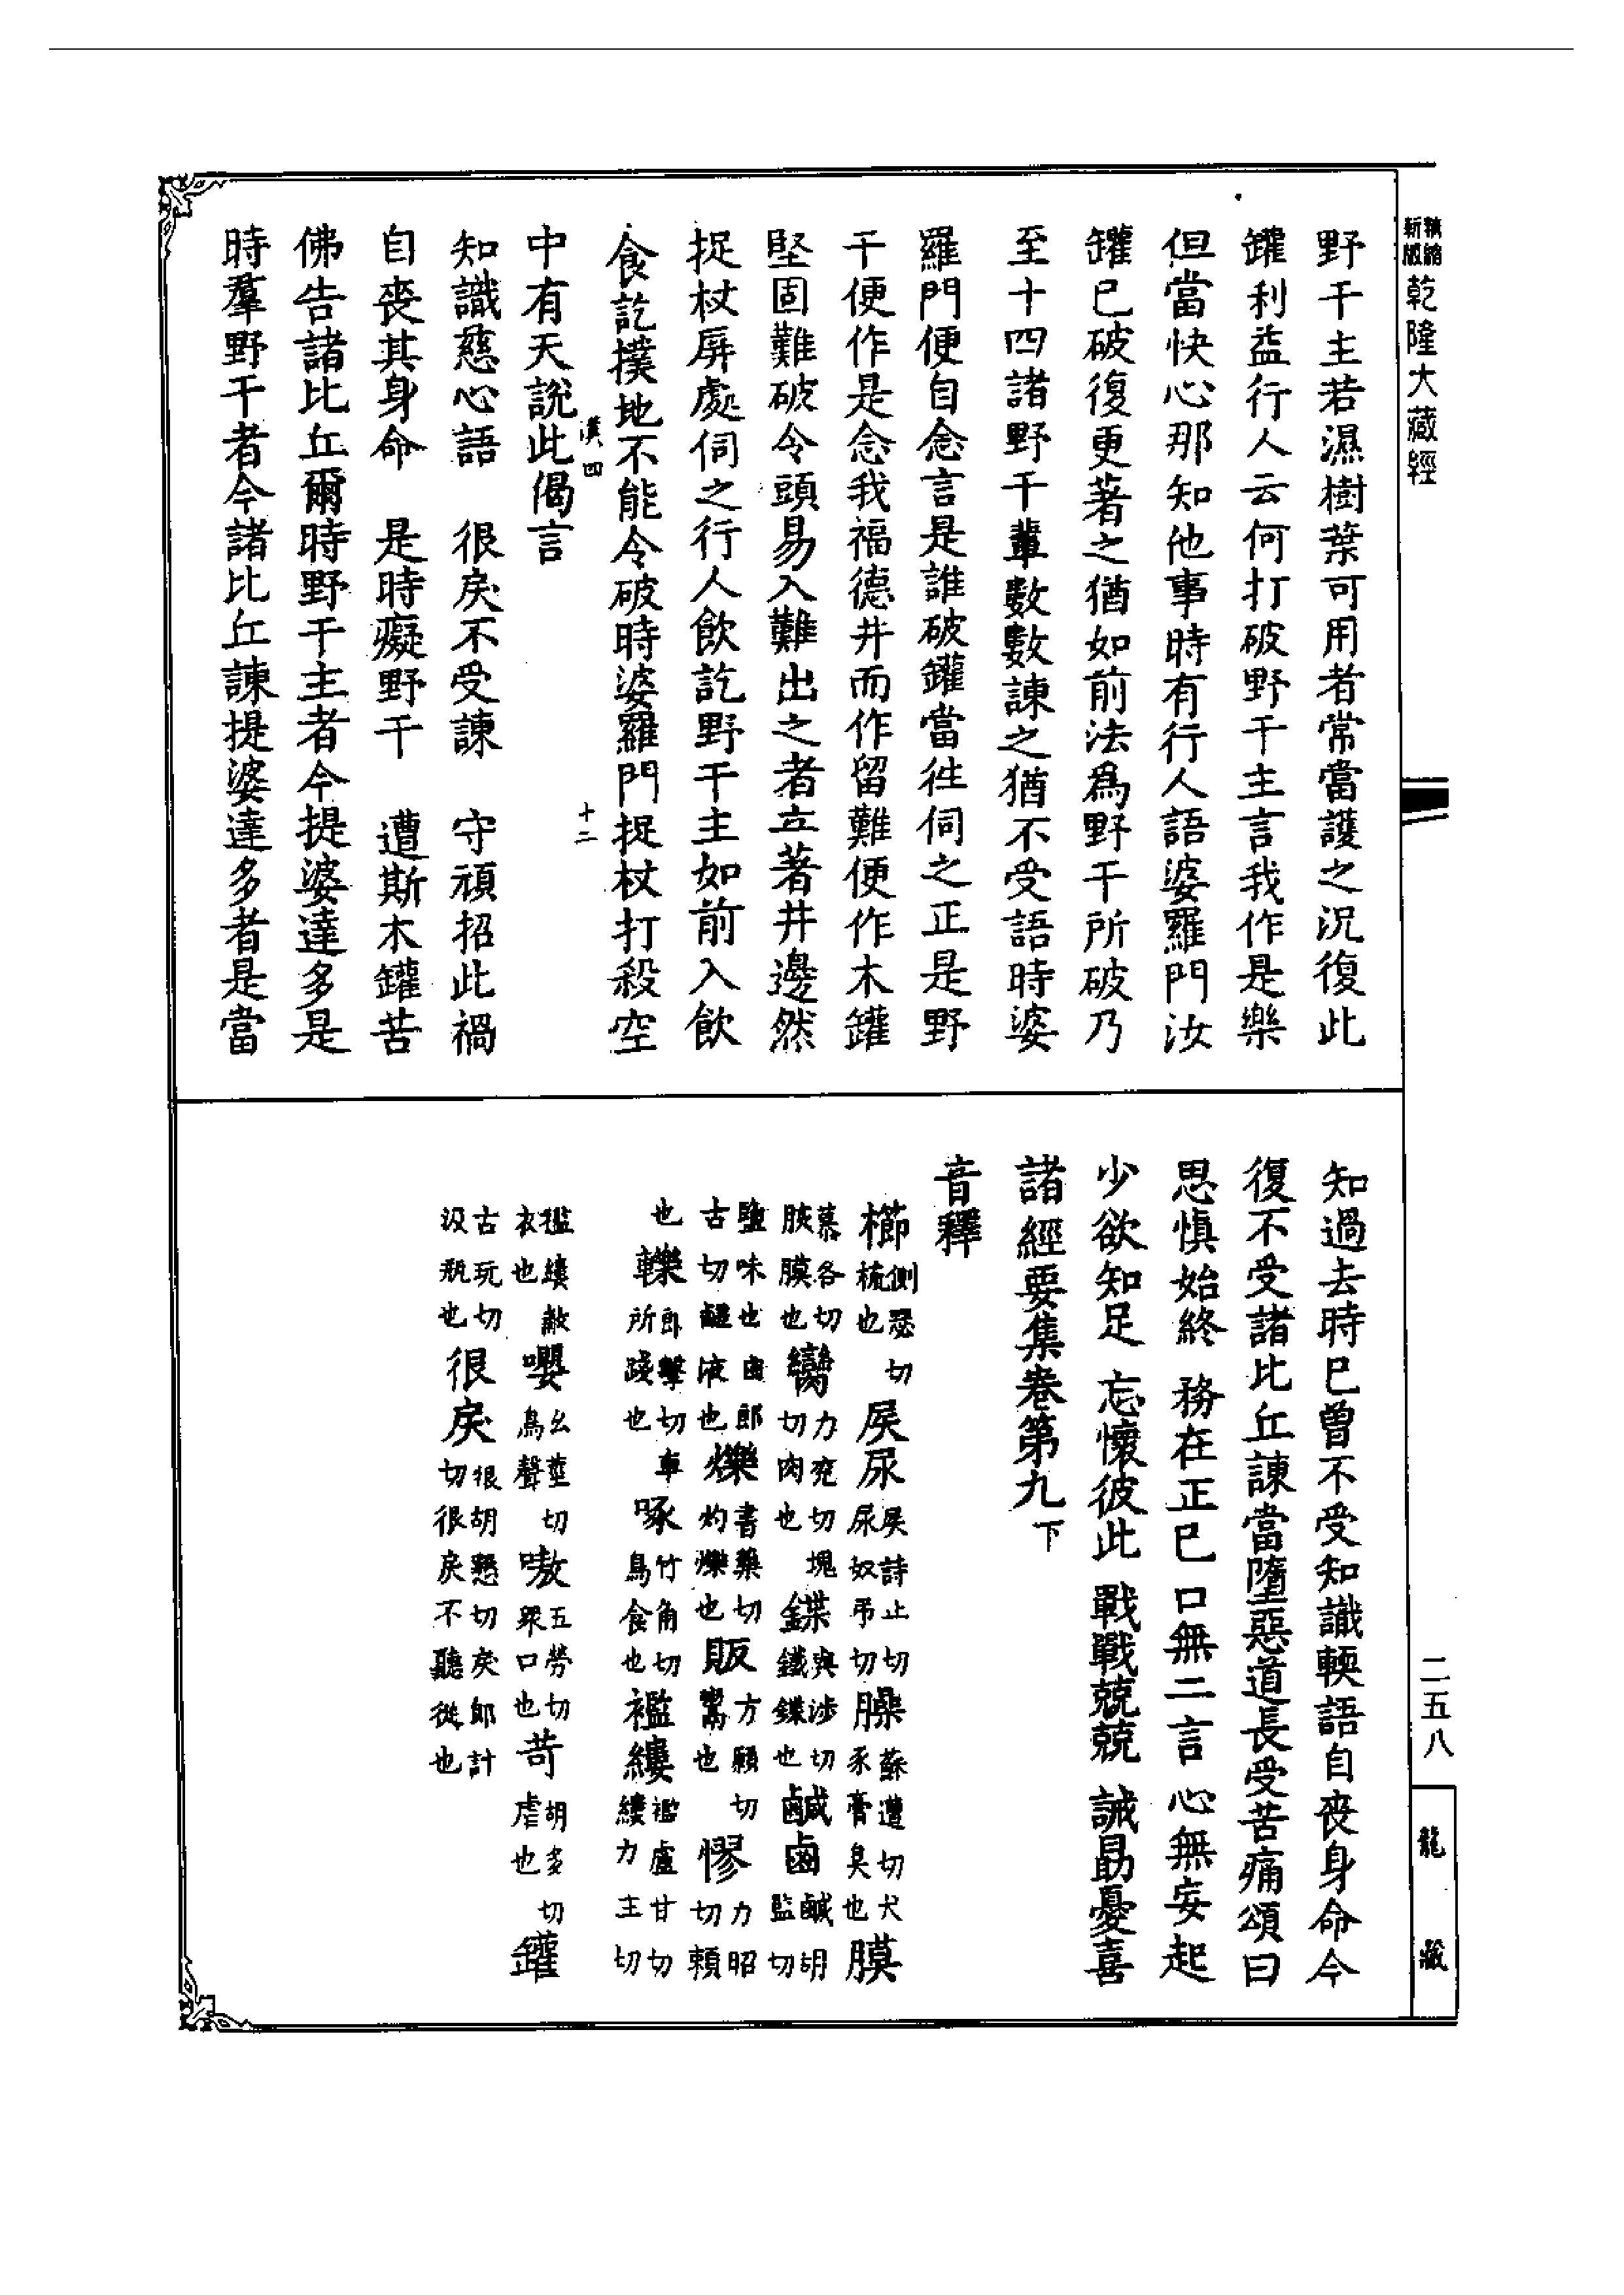 精縮
新版
乾隆大藏經
野干主若濕樹葉可用者常當護之況復此
罐利益行人云何打破野干主言我作是樂
但當快心那知他事時有行人語婆羅門汝
罐已破復更著之猶如前法爲野干所破乃
至十四諸野干輩數數諫之猶不受語時婆
羅門便自念言是誰破罐當徃伺之正是野
干便作是念我福德井而作留難便作木罐
堅固難破令頭易入難出之者立著井邊然
捉杖屏處伺之行人飲訖野干主如前入飲
食訖撲地不能令破時婆羅門捉杖打殺空
漢四 十二
中有天說此偈言
知識慈心語 很戾不受諫 守頑招此禍
自喪其身命 是時癡野干 遭斯木罐苦
佛告諸比丘爾時野干主者今提婆達多是
時羣野干者今諸比丘諫提婆達多者是當
知過去時已曾不受知識輭語自喪身命今
復不受諸比丘諫當墮惡道長受苦痛頌曰
思慎始終 務在正已 口無二言 心無妄起
少欲知足 忘懷彼此 戰戰兢兢 誡勗憂喜
諸經要集卷第九下
音釋
櫛側瑟切梳也 屎尿屎詩止切尿奴弔切 臊蘇遭切犬豕膏臭也 膜
慕各切肤膜也 臠力兖切塊切肉也 鍱與涉切鐵鍱也 鹹鹵鹹胡監切
鹽味也鹵郎古切醝液也 爍書藥切灼爍也 販方願切鬻也 憀力昭切賴
也 轢郎擊切車所踐也 啄竹角切鳥食也 襤縷襤盧甘切縷力主切
襤縷敝衣也 嚶幺莖切鳥聲 嗷五勞切衆口也 苛胡多切虐也 罐
古玩切汲瓶也 很戾很胡懇切戾郎計切很戾不聽從也
二五八
龍藏